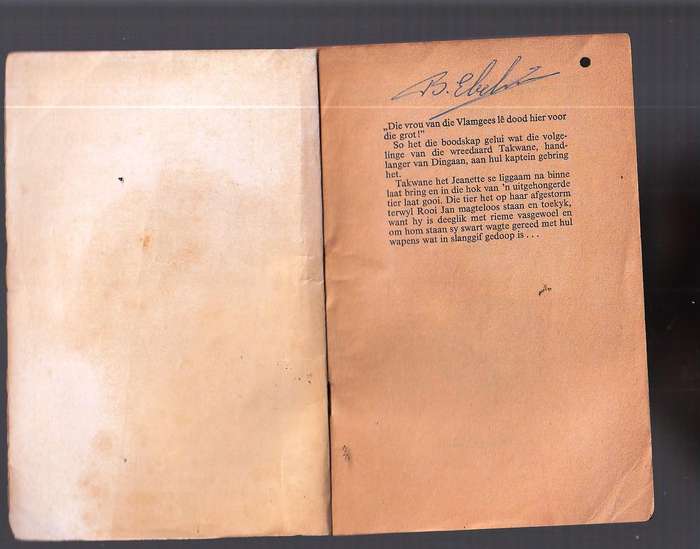 „Die vrou van die Vlamgees lê dood hier voor
die grot!"
So het die boodskap gelui wat die volge-
linge van die wreedaard Takwane, hand-
langer van Dingaan, aan hul kaptein gebring
het.
Takwane het Jeanette se liggaam na binne
laat bring en in die hok van 'n uitgehongerde
tier laat gooi. Die tier het op haar afgestorm
terwyl Rooi Jan magteloos staan en toekyk,
want hy is deeglik met rieme vasgewoel en
om hom staan sy swart wagte gereed met hul
wapens wat in slanggif gedoop is . . .